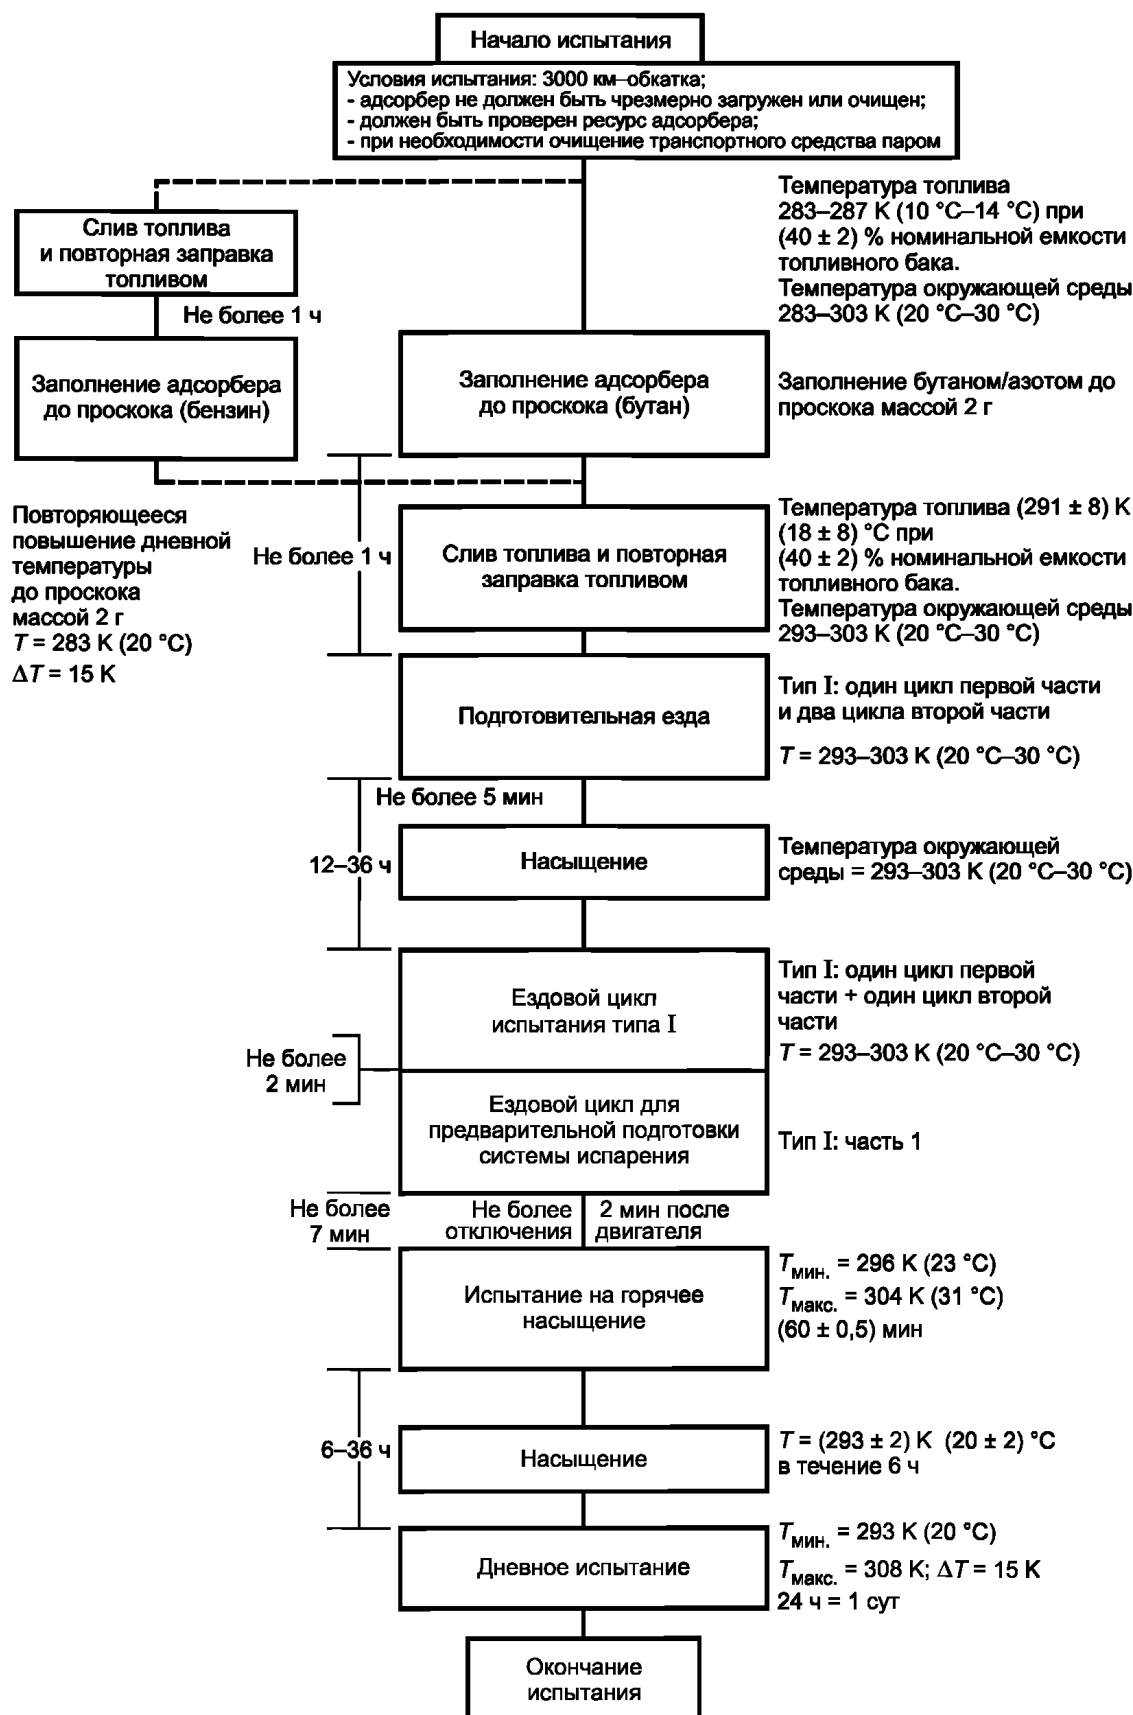 Начало испытания
Условия испытания: 3000 км–обкатка;
- адсорбер не должен быть чрезмерно загружен или очищен;
- должен быть проверен ресурс адсорбера;
- при необходимости очищение транспортного средства паром
Температура топлива
283–287 K (10 °C–14 °C) при
(40 ± 2) % номинальной емкости
топливного бака.
Температура окружающей среды
283–303 K (20 °C–30 °C)
Слив топлива
и повторная заправка
топливом
Не более 1 ч
Заполнение адсорбера
до проскока (бензин)
Заполнение адсорбера
до проскока (бутан)
Заполнение бутаном/азотом до
проскока массой 2 г
Повторяющееся
повышение дневной
температуры
до проскока
массой 2 г
T = 283 K (20 °C)
ΔT = 15 K
Не более 1 ч
Слив топлива и повторная
заправка топливом
Температура топлива (291 ± 8) K
(18 ± 8) °C при
(40 ± 2) % номинальной емкости
топливного бака.
Температура окружающей среды
293–303 K (20 °C–30 °C)
Подготовительная езда
Тип I: один цикл первой части
и два цикла второй части
T = 293–303 K (20 °C–30 °C)
Не более 5 мин
12–36 ч
Насыщение
Температура окружающей
среды = 293–303 K (20 °C–30 °C)
Ездовой цикл
испытания типа I
Тип I: один цикл первой
части + один цикл второй
части
T = 293–303 K (20 °C–30 °C)
Не более
2 мин
Ездовой цикл для
предварительной подготовки
системы испарения
Тип I: часть 1
Не более
7 мин
Не более 2 мин после
отключения двигателя
Испытание на горячее
насыщение
Tмин. = 296 K (23 °C)
Tмакс. = 304 K (31 °C)
(60 ± 0,5) мин
6–36 ч
Насыщение
T = (293 ± 2) K (20 ± 2) °C
в течение 6 ч
Дневное испытание
Tмин. = 293 K (20 °C)
Tмакс. = 308 K; ΔT = 15 K
24 ч = 1 сут
Окончание
испытания